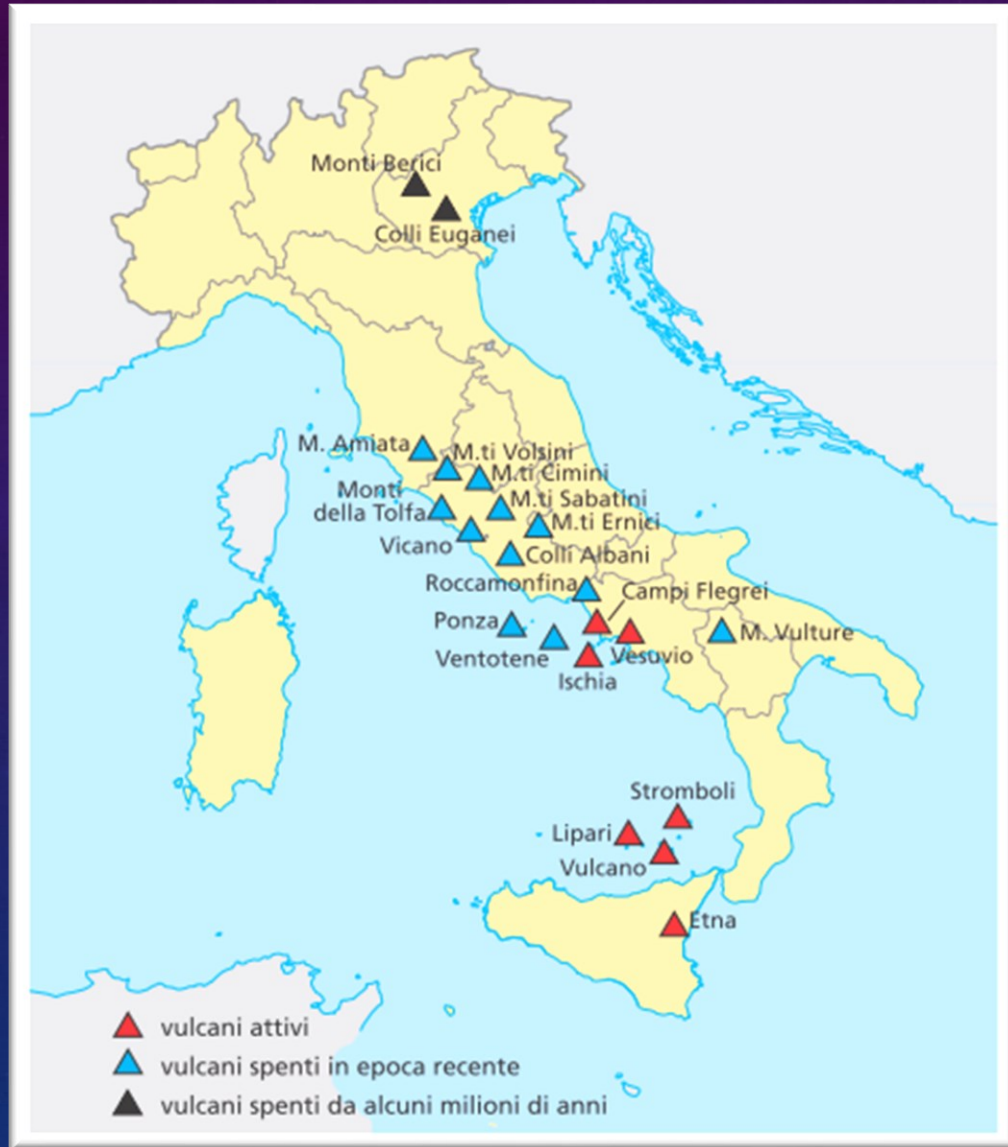 Monti Berici
Colli Euganei
M. Amiata
M.ti Volsini
M.ti Cimini
Monti
della Tolfa
M.ti Sabatini
M.ti Ernici
Vicano
Colli Albani
Roccamonfina
Campi Flegrei
Ponza
M. Vulture
Ventotene
Vesuvio
Ischia
Stromboli
Lipari
Vulcano
Etna
vulcani attivi
vulcani spenti in epoca recente
vulcani spenti da alcuni milioni di anni